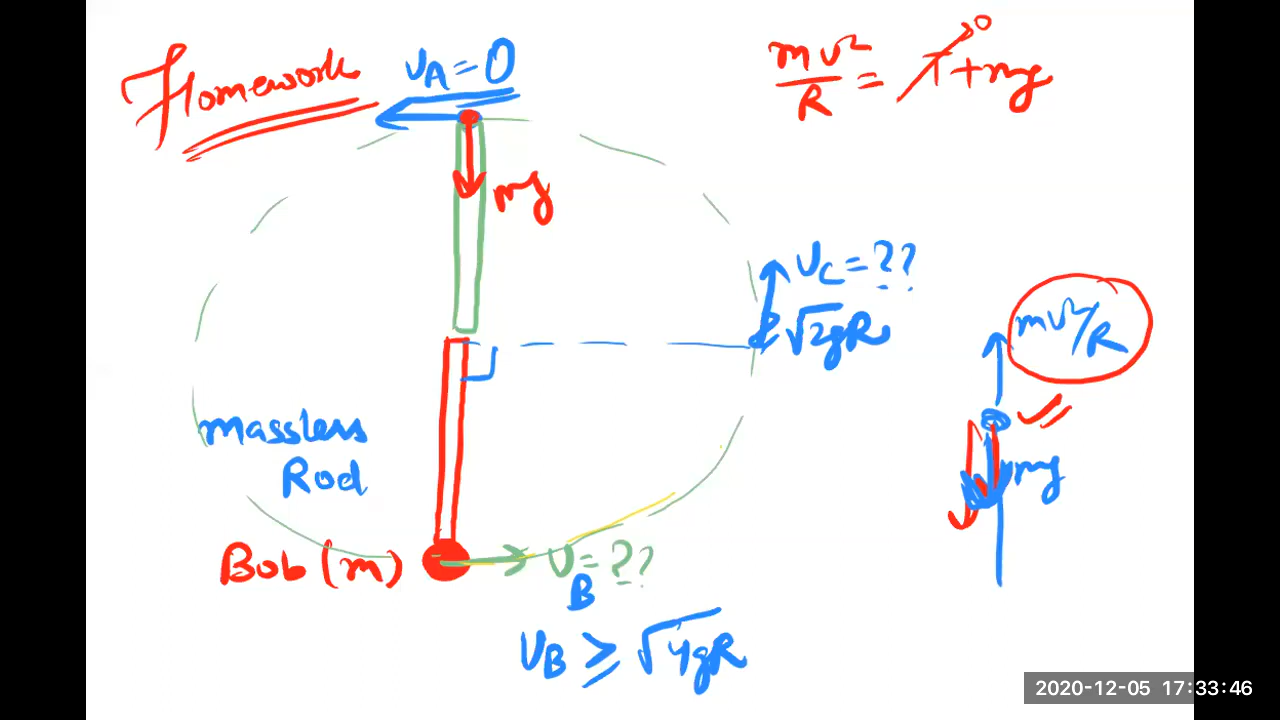 Homework
vA = 0
mv²/R = T⁰ + mg
mg
vC = ??
√2gR
mv²/R
massless
Rod
mg
Bob (m)
v = ??
B
vB ≥ √4gR
2020-12-05 17:33:46